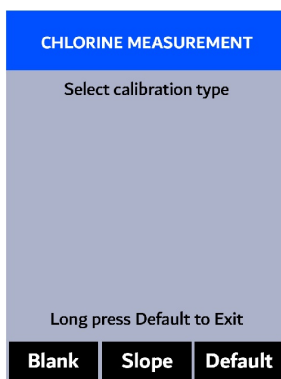 CHLORINE MEASUREMENT
Select calibration type
Long press Default to Exit
Blank Slope Default